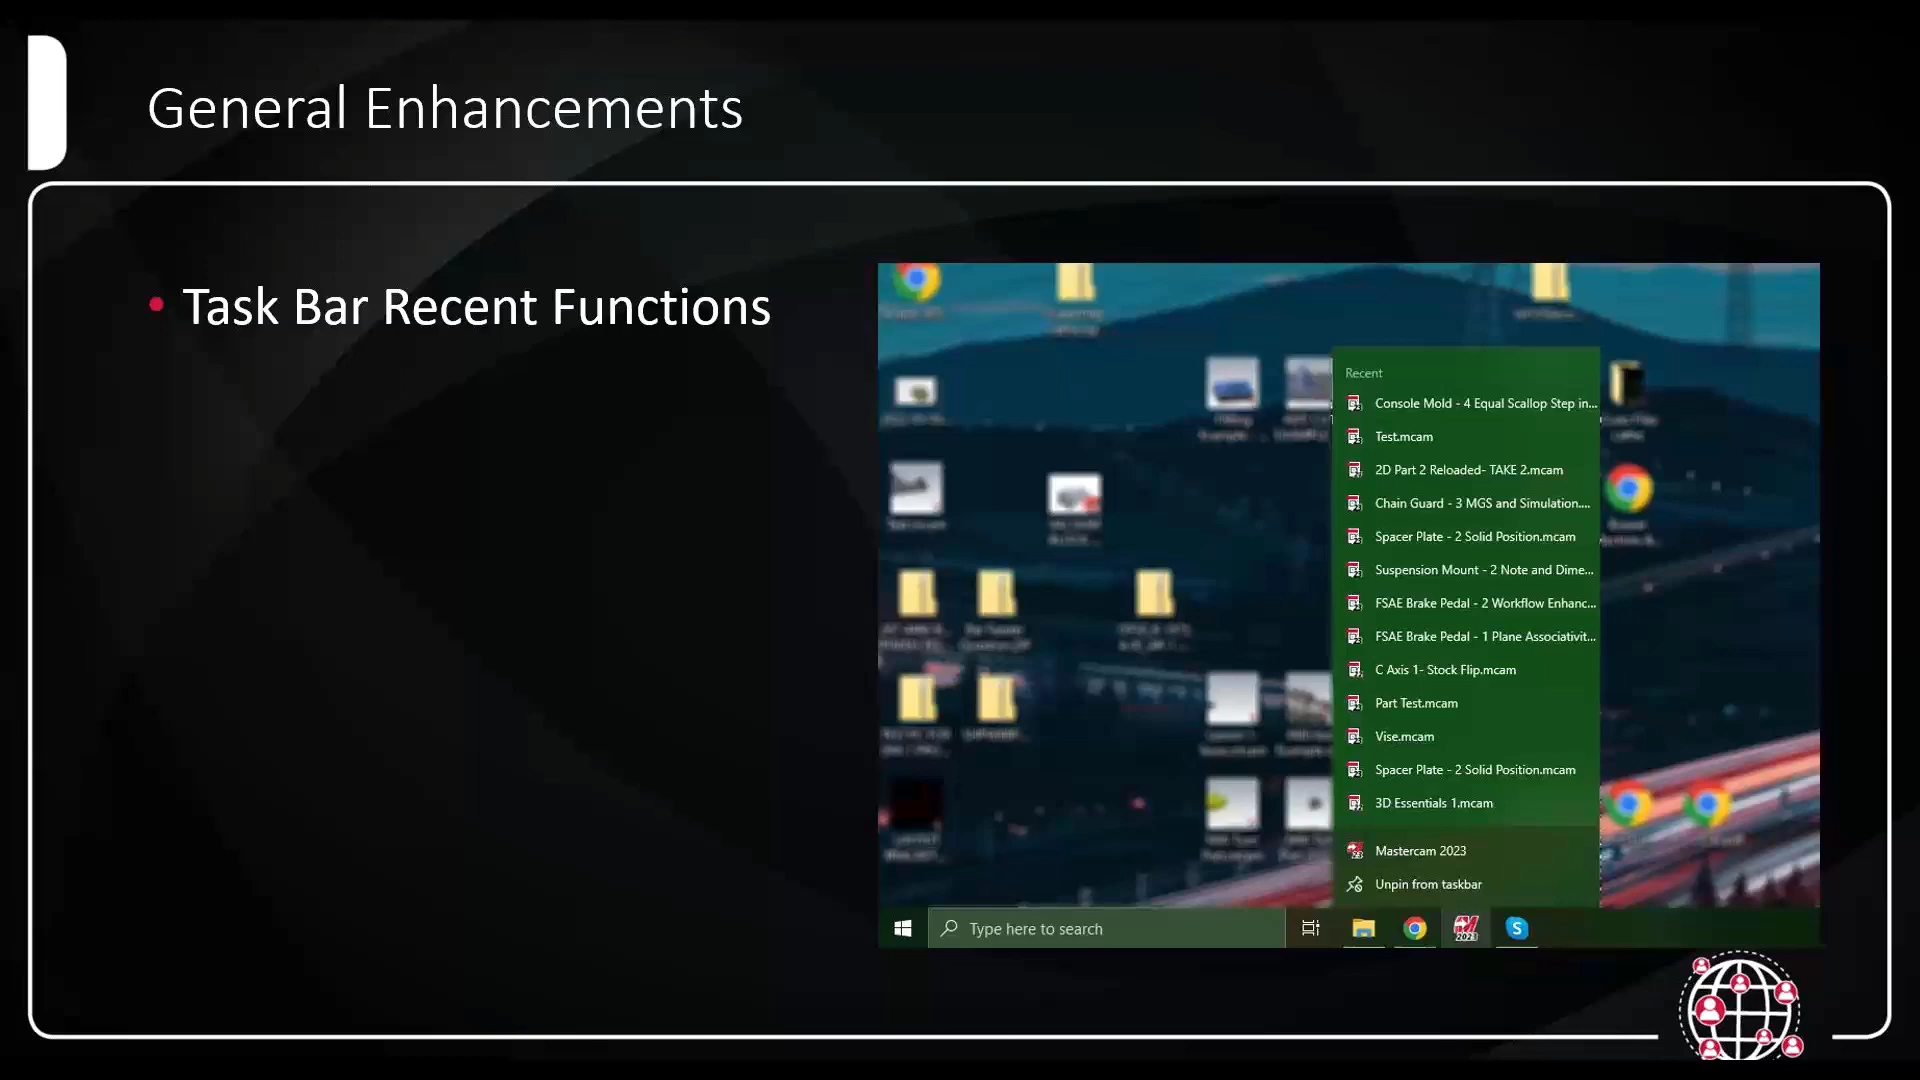 General Enhancements
• Task Bar Recent Functions
Recent
Console Mold - 4 Equal Scallop Step in...
Test.mcam
2D Part 2 Reloaded- TAKE 2.mcam
Chain Guard - 3 MGS and Simulation....
Spacer Plate - 2 Solid Position.mcam
Suspension Mount - 2 Note and Dime...
FSAE Brake Pedal - 2 Workflow Enhanc...
FSAE Brake Pedal - 1 Plane Associativit...
C Axis 1- Stock Flip.mcam
Part Test.mcam
Vise.mcam
Spacer Plate - 2 Solid Position.mcam
3D Essentials 1.mcam
Mastercam 2023
Unpin from taskbar
Type here to search